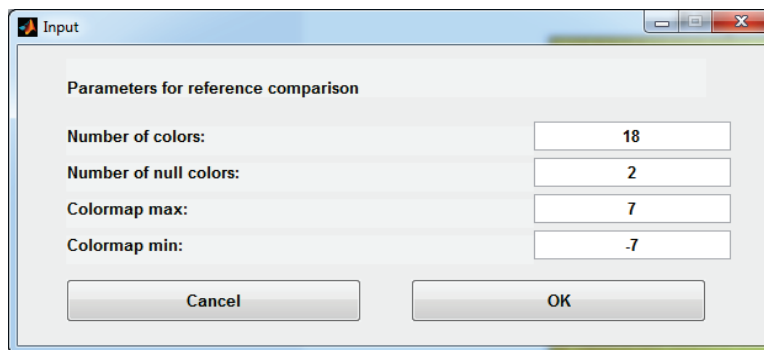 Input
Parameters for reference comparison
Number of colors: 18
Number of null colors: 2
Colormap max: 7
Colormap min: -7
Cancel OK